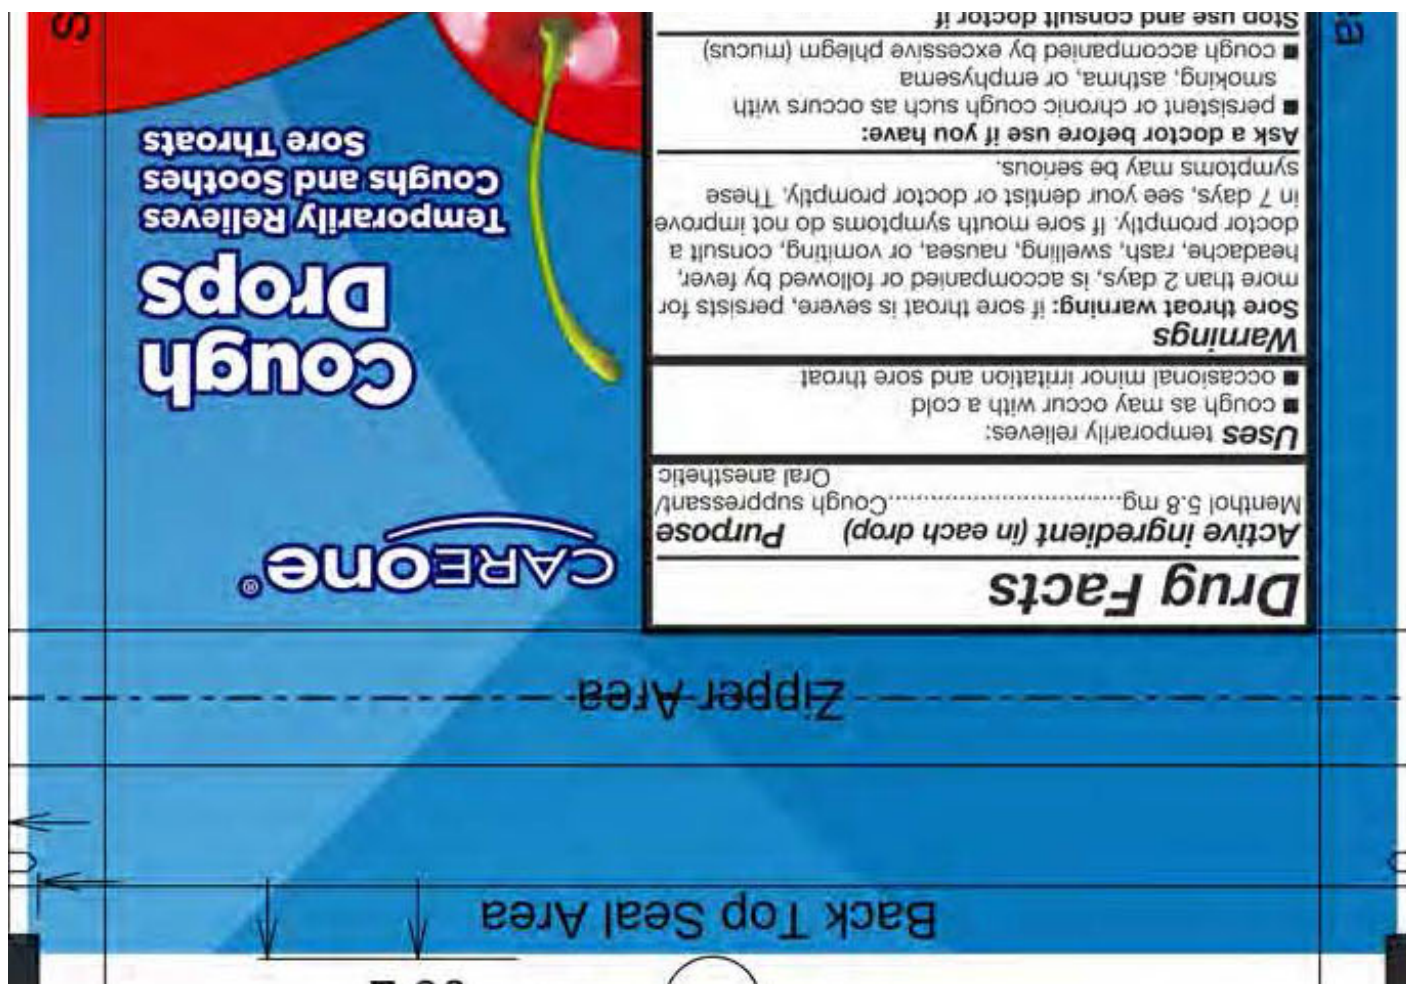 Back Top Seal Area
Zipper Area
Drug Facts
Active ingredient (in each drop) Purpose
Menthol 5.8 mg..................................Cough suppressant/
Oral anesthetic
Uses temporarily relieves:
■ cough as may occur with a cold
■ occasional minor irritation and sore throat
Warnings
Sore throat warning: if sore throat is severe, persists for
more than 2 days, is accompanied or followed by fever,
headache, rash, swelling, nausea, or vomiting, consult a
doctor promptly. If sore mouth symptoms do not improve
in 7 days, see your dentist or doctor promptly. These
symptoms may be serious.
Ask a doctor before use if you have:
■ persistent or chronic cough such as occurs with
smoking, asthma, or emphysema
■ cough accompanied by excessive phlegm (mucus)
Stop use and consult doctor if
CAREone®
Cough
Drops
Temporarily Relieves
Coughs and Soothes
Sore Throats